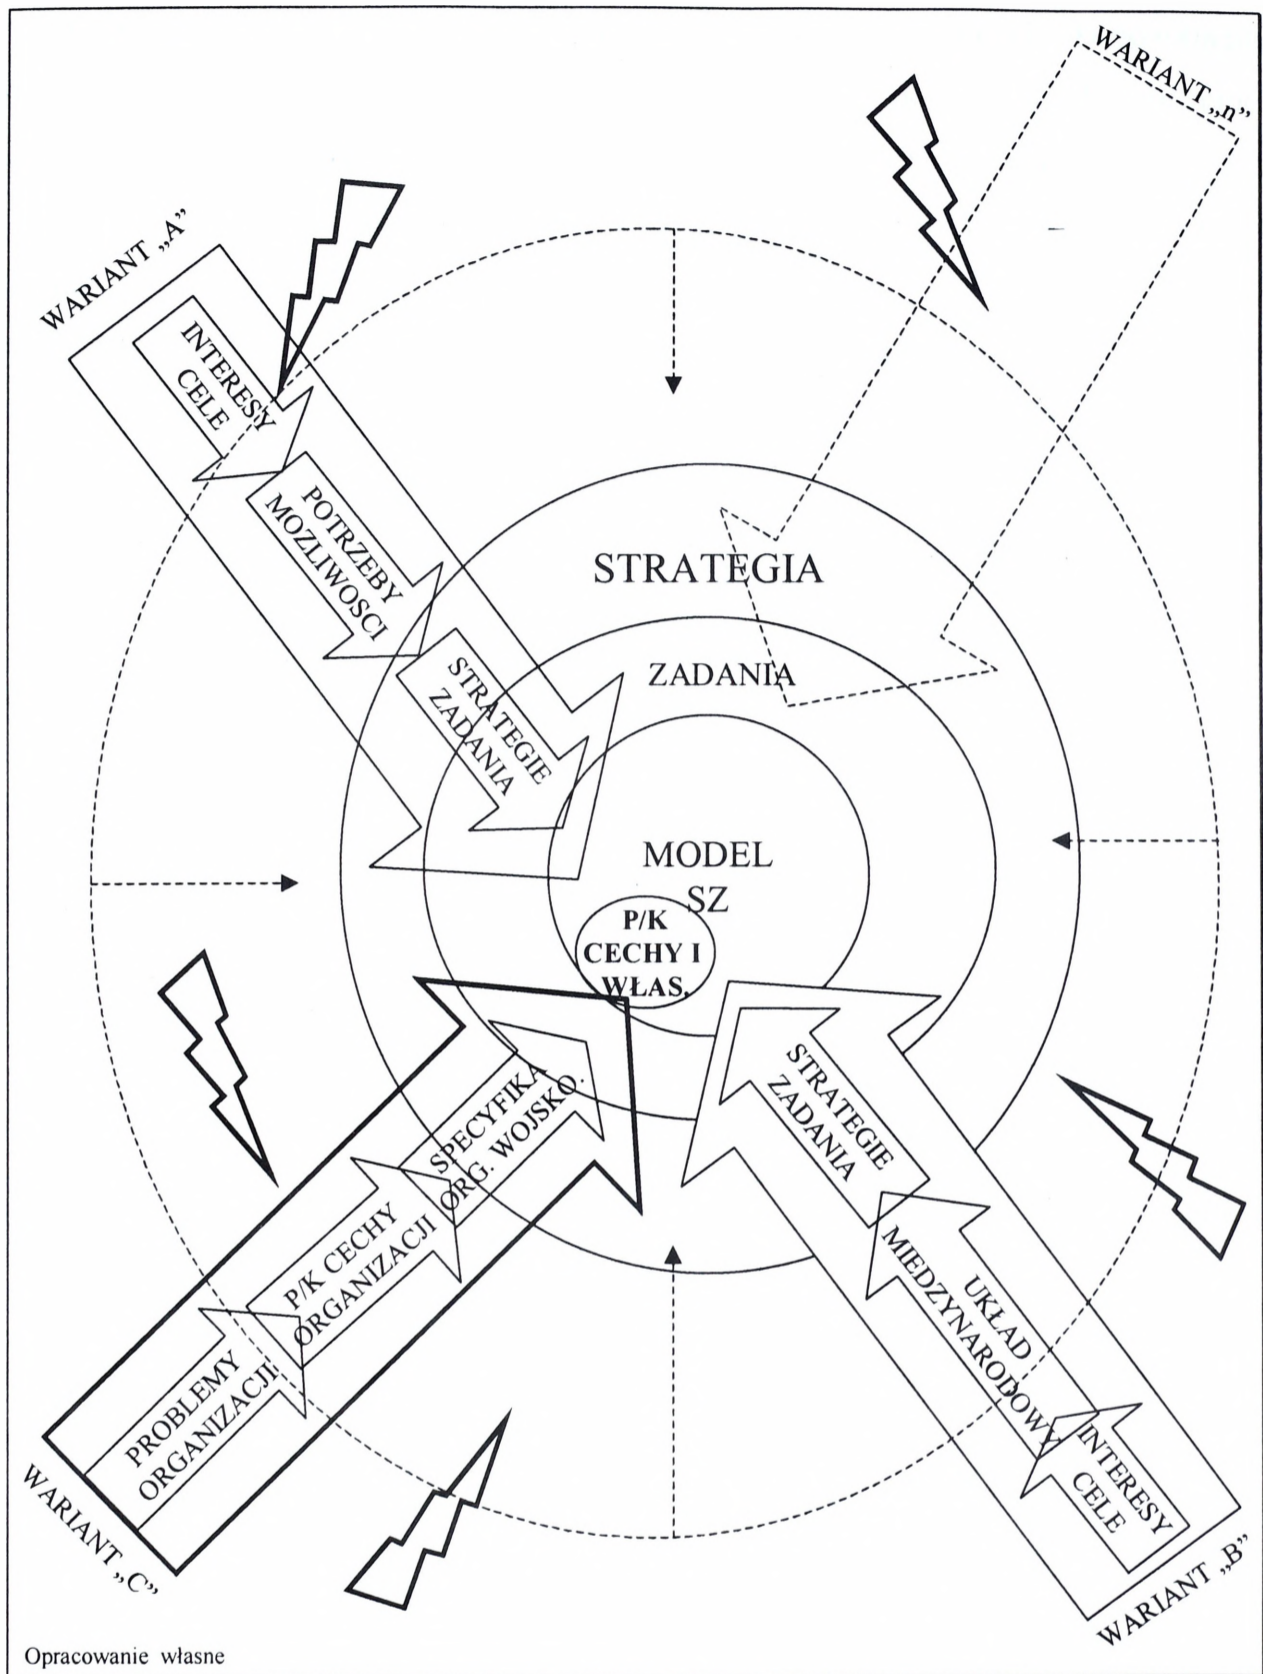 WARIANT „n”
WARIANT „A”
INTERESY
CELE
POTRZEBY
MOZLIWOSCI
STRATEGIE
ZADANIA
STRATEGIA
ZADANIA
MODEL
SZ
P/K
CECHY I
WŁAS.
SPECYFIKA
ORG. WOJSKO.
P/K CECHY
ORGANIZACJI
PROBLEMY
ORGANIZACJI
WARIANT „C”
STRATEGIE
ZADANIA
UKŁAD
MIEDZYNARODOWY
INTERESY
CELE
WARIANT „B”
Opracowanie własne